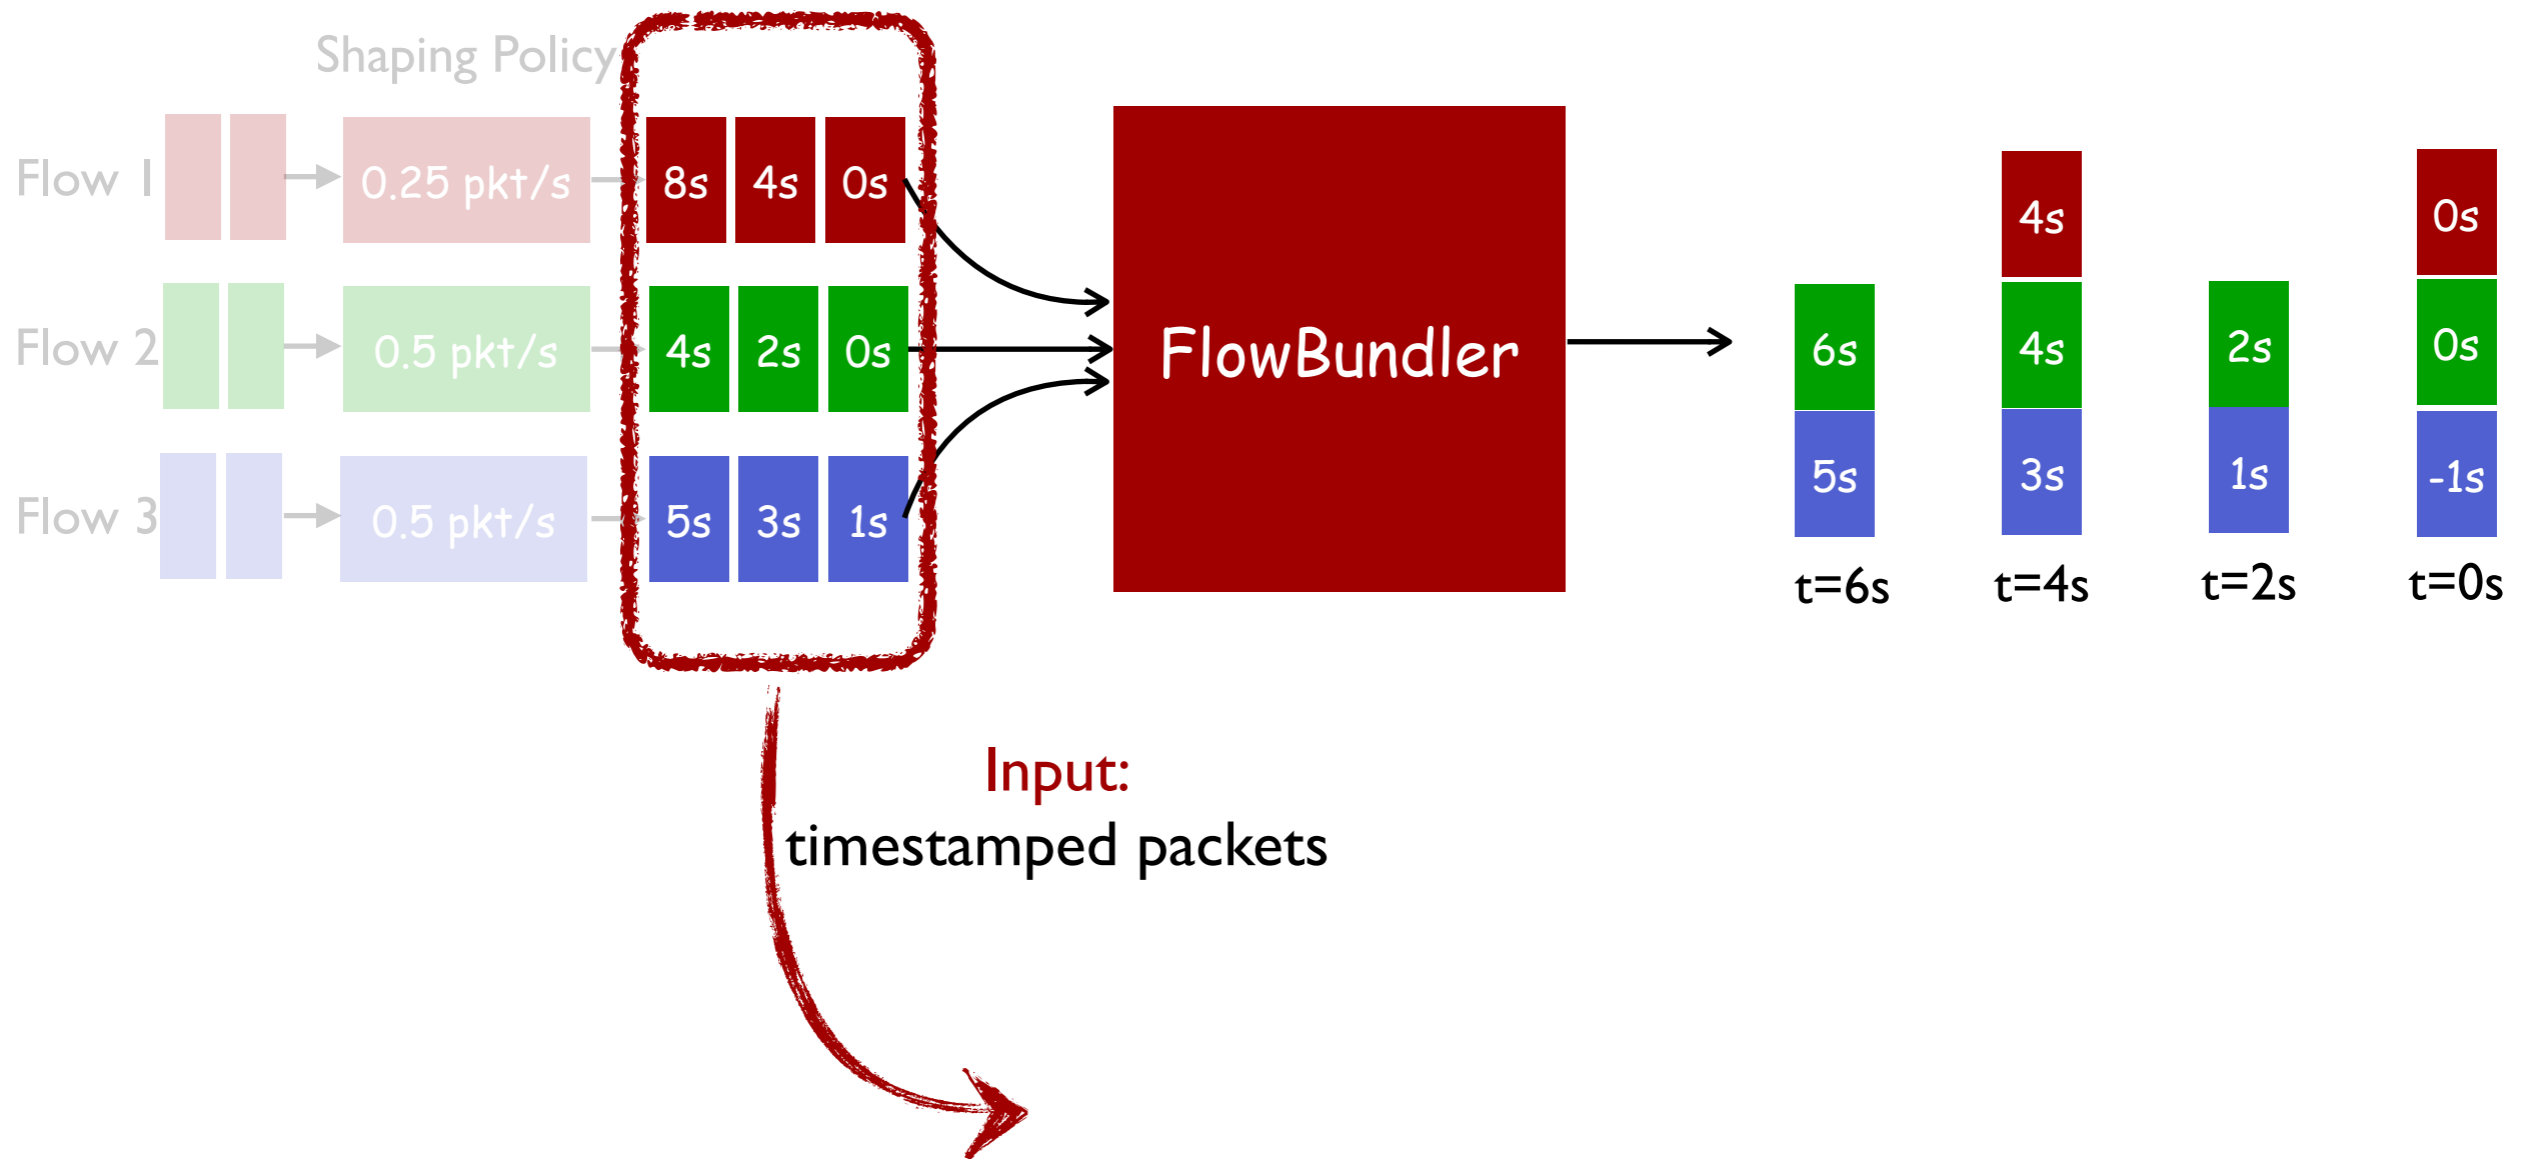 Shaping Policy
Flow 1 0.25 pkt/s 8s 4s 0s
Flow 2 0.5 pkt/s 4s 2s 0s
Flow 3 0.5 pkt/s 5s 3s 1s
FlowBundler
4s 0s
6s 4s 2s 0s
5s 3s 1s -1s
t=6s t=4s t=2s t=0s
Input:
timestamped packets